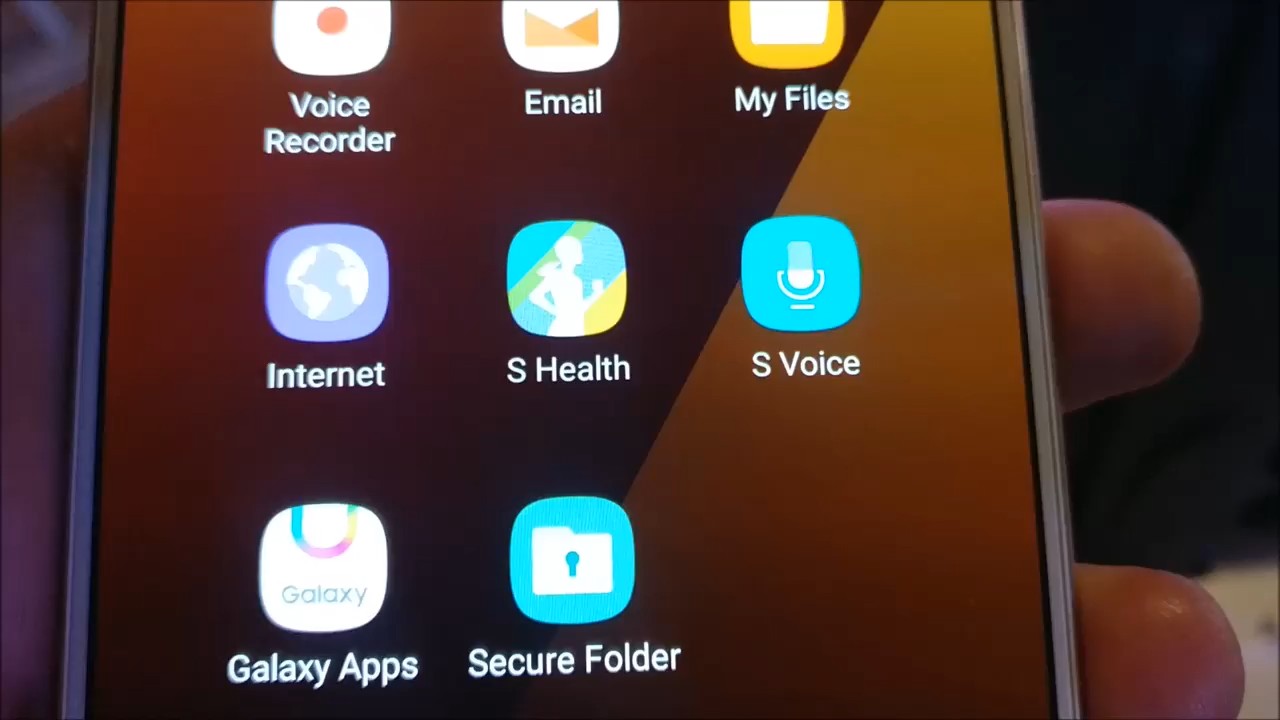 Voice
Recorder
Email
My Files
Internet
S Health
S Voice
Galaxy
Galaxy Apps
Secure Folder